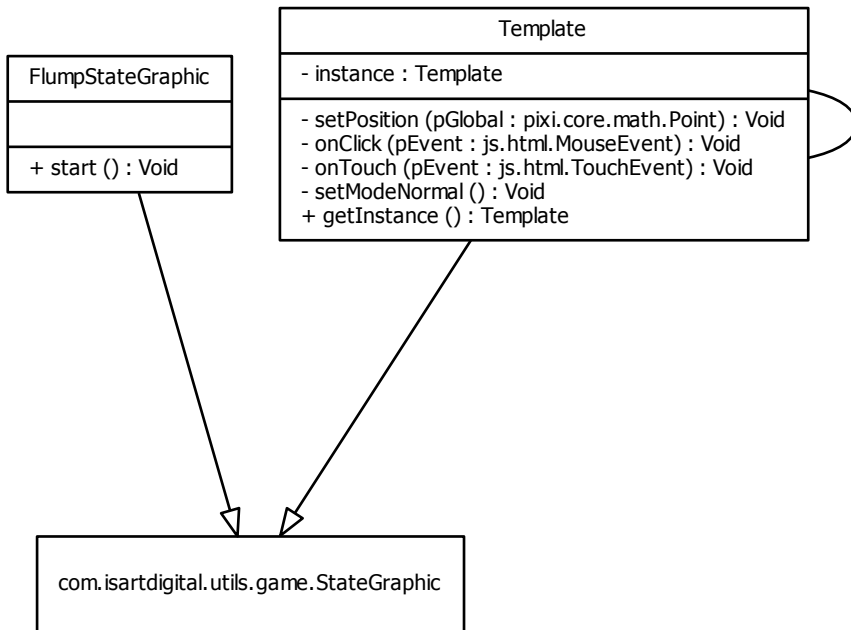 FlumpStateGraphic
+ start () : Void
Template
- instance : Template
- setPosition (pGlobal : pixi.core.math.Point) : Void
- onClick (pEvent : js.html.MouseEvent) : Void
- onTouch (pEvent : js.html.TouchEvent) : Void
- setModeNormal () : Void
+ getInstance () : Template
com.isartdigital.utils.game.StateGraphic